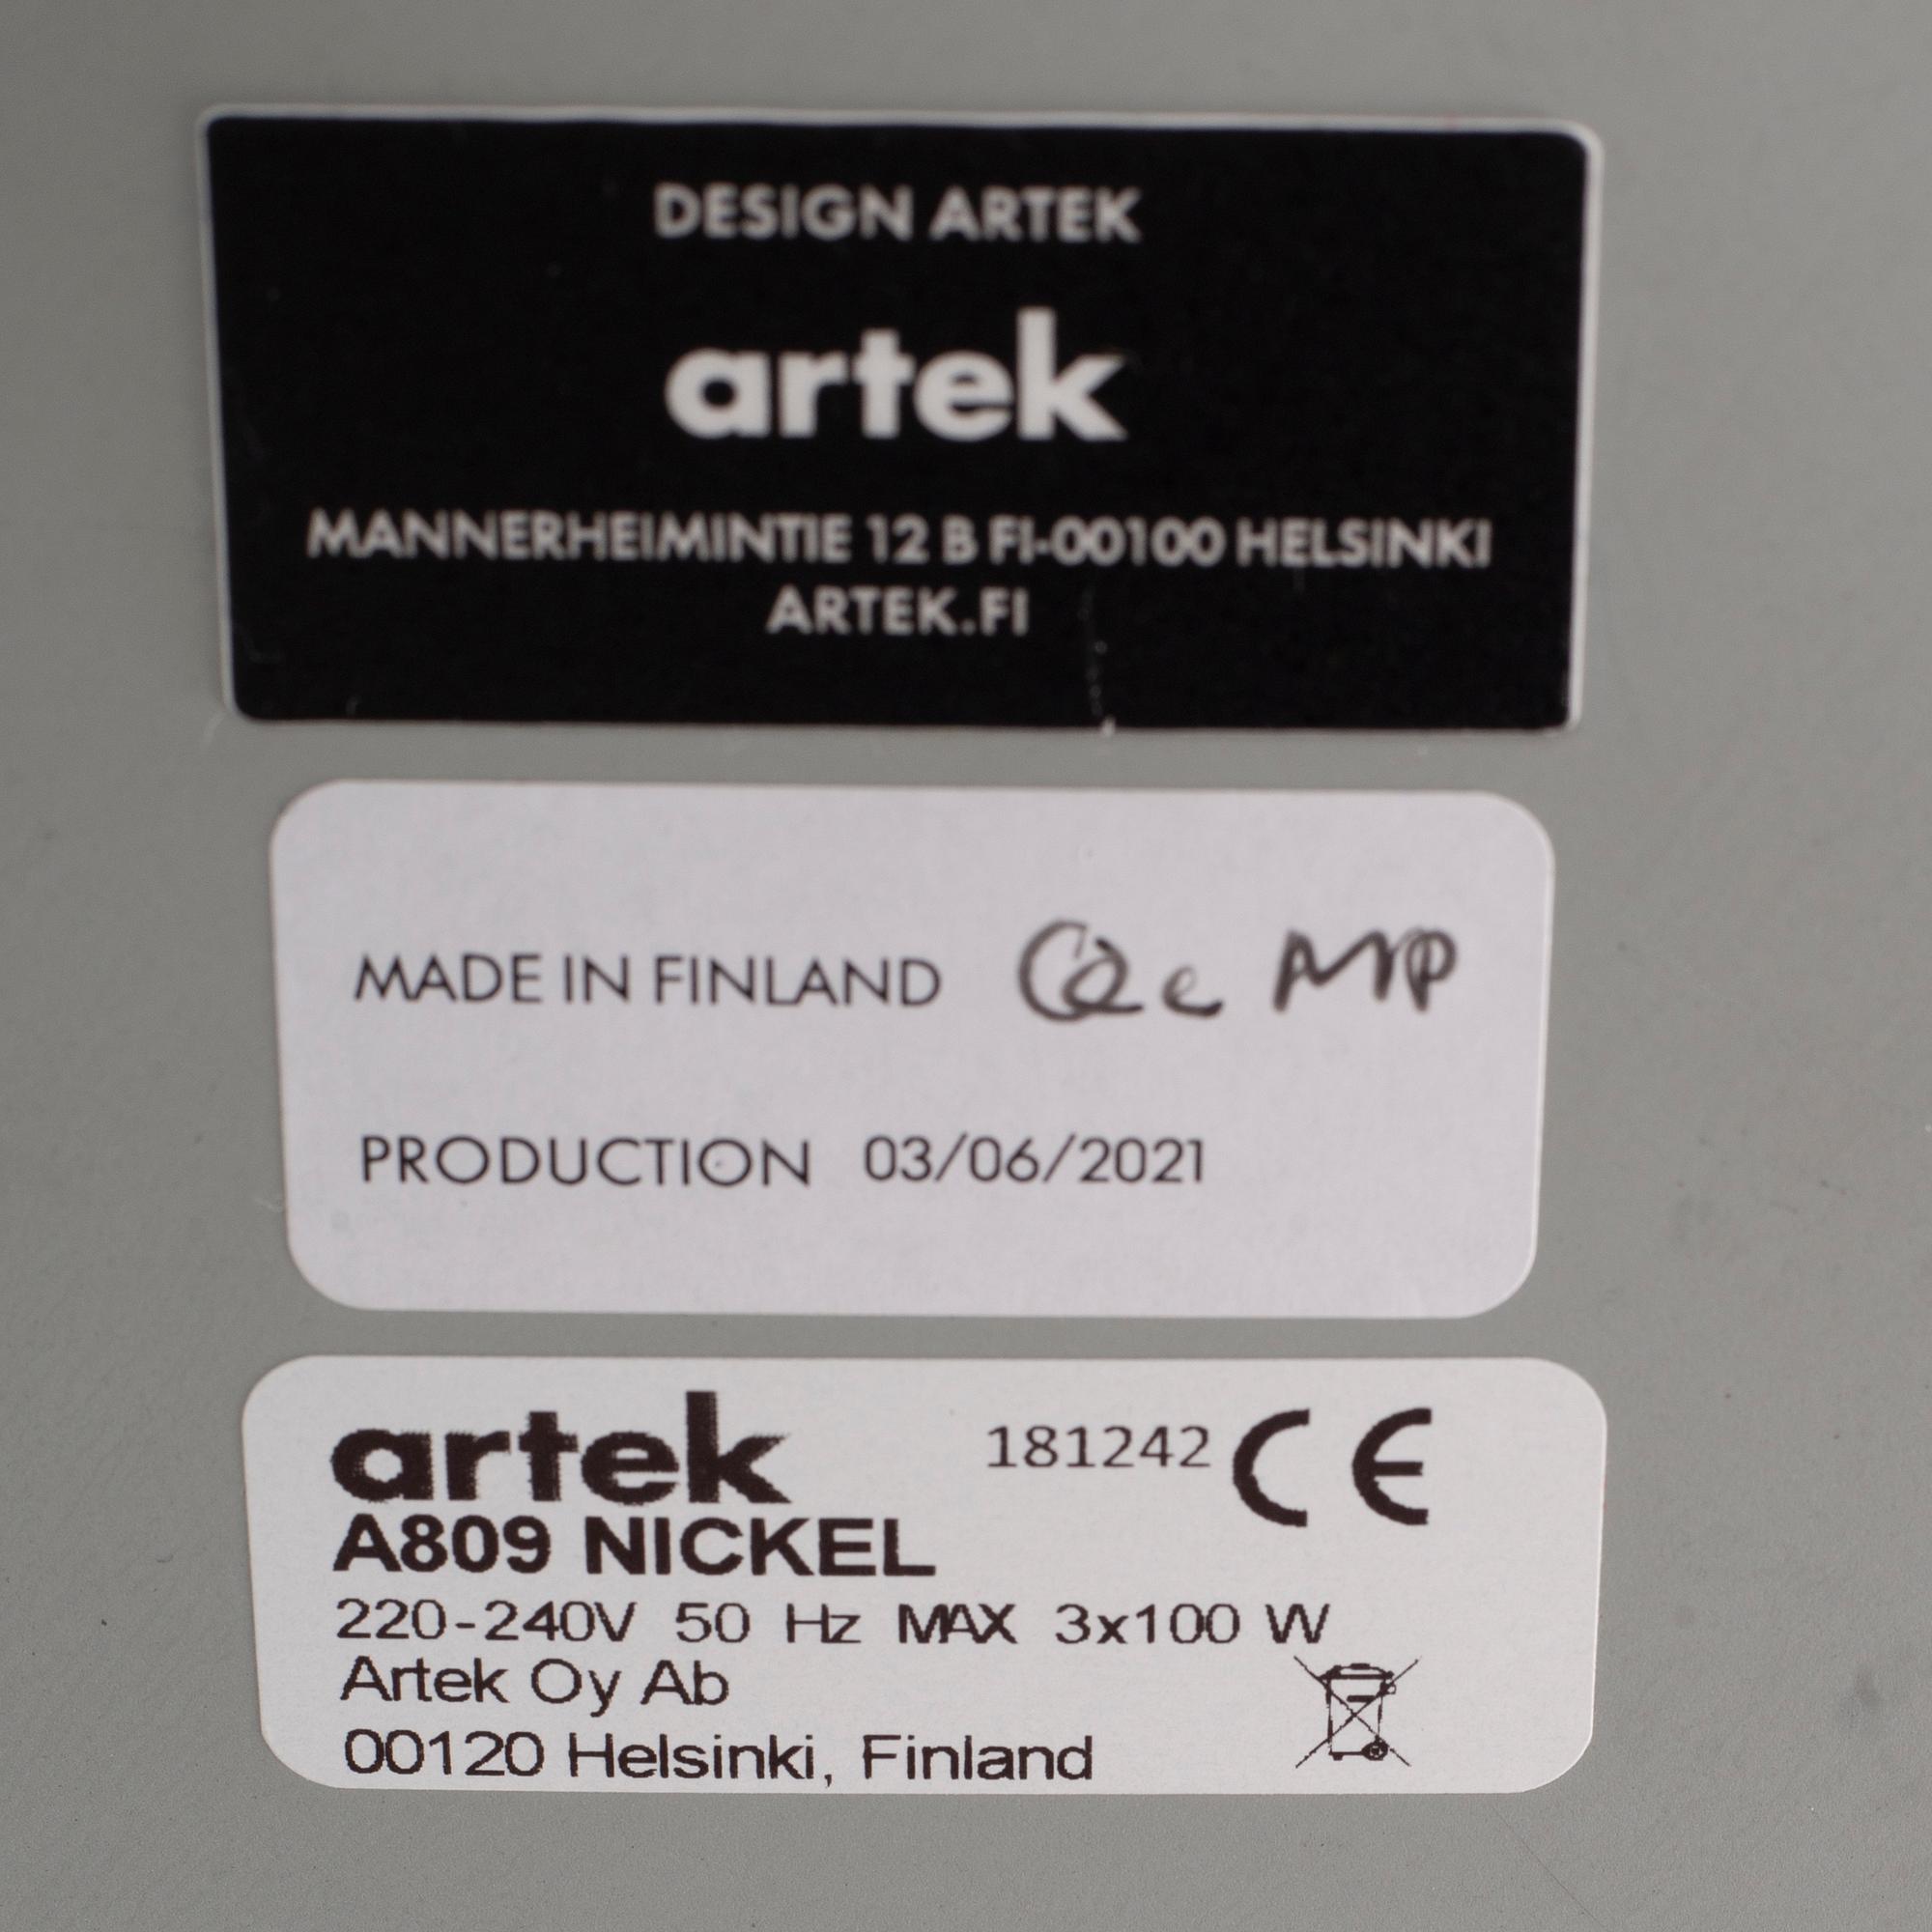 DESIGN ARTEK
artek
MANNERHEIMINTIE 12 B FI-00100 HELSINKI
ARTEK.FI
MADE IN FINLAND
PRODUCTION 03/06/2021
artek 181242 CE
A809 NICKEL
220-240V 50 Hz MAX 3x100 W
Artek Oy Ab
00120 Helsinki, Finland